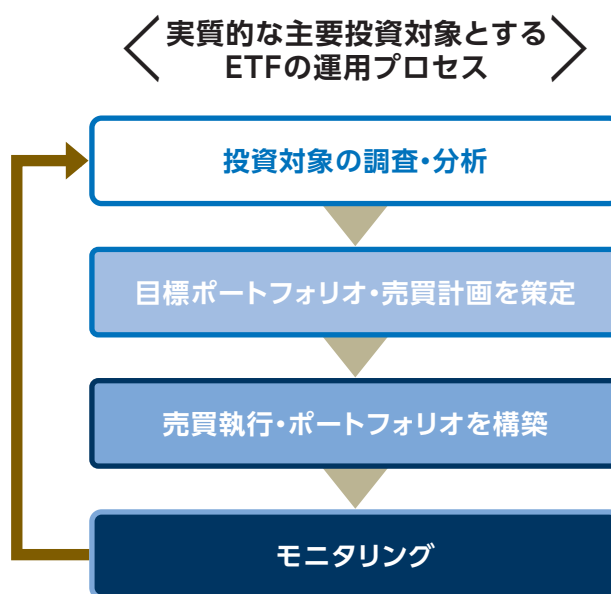 実質的な主要投資対象とする
ETFの運用プロセス
投資対象の調査・分析
目標ポートフォリオ・売買計画を策定
売買執行・ポートフォリオを構築
モニタリング